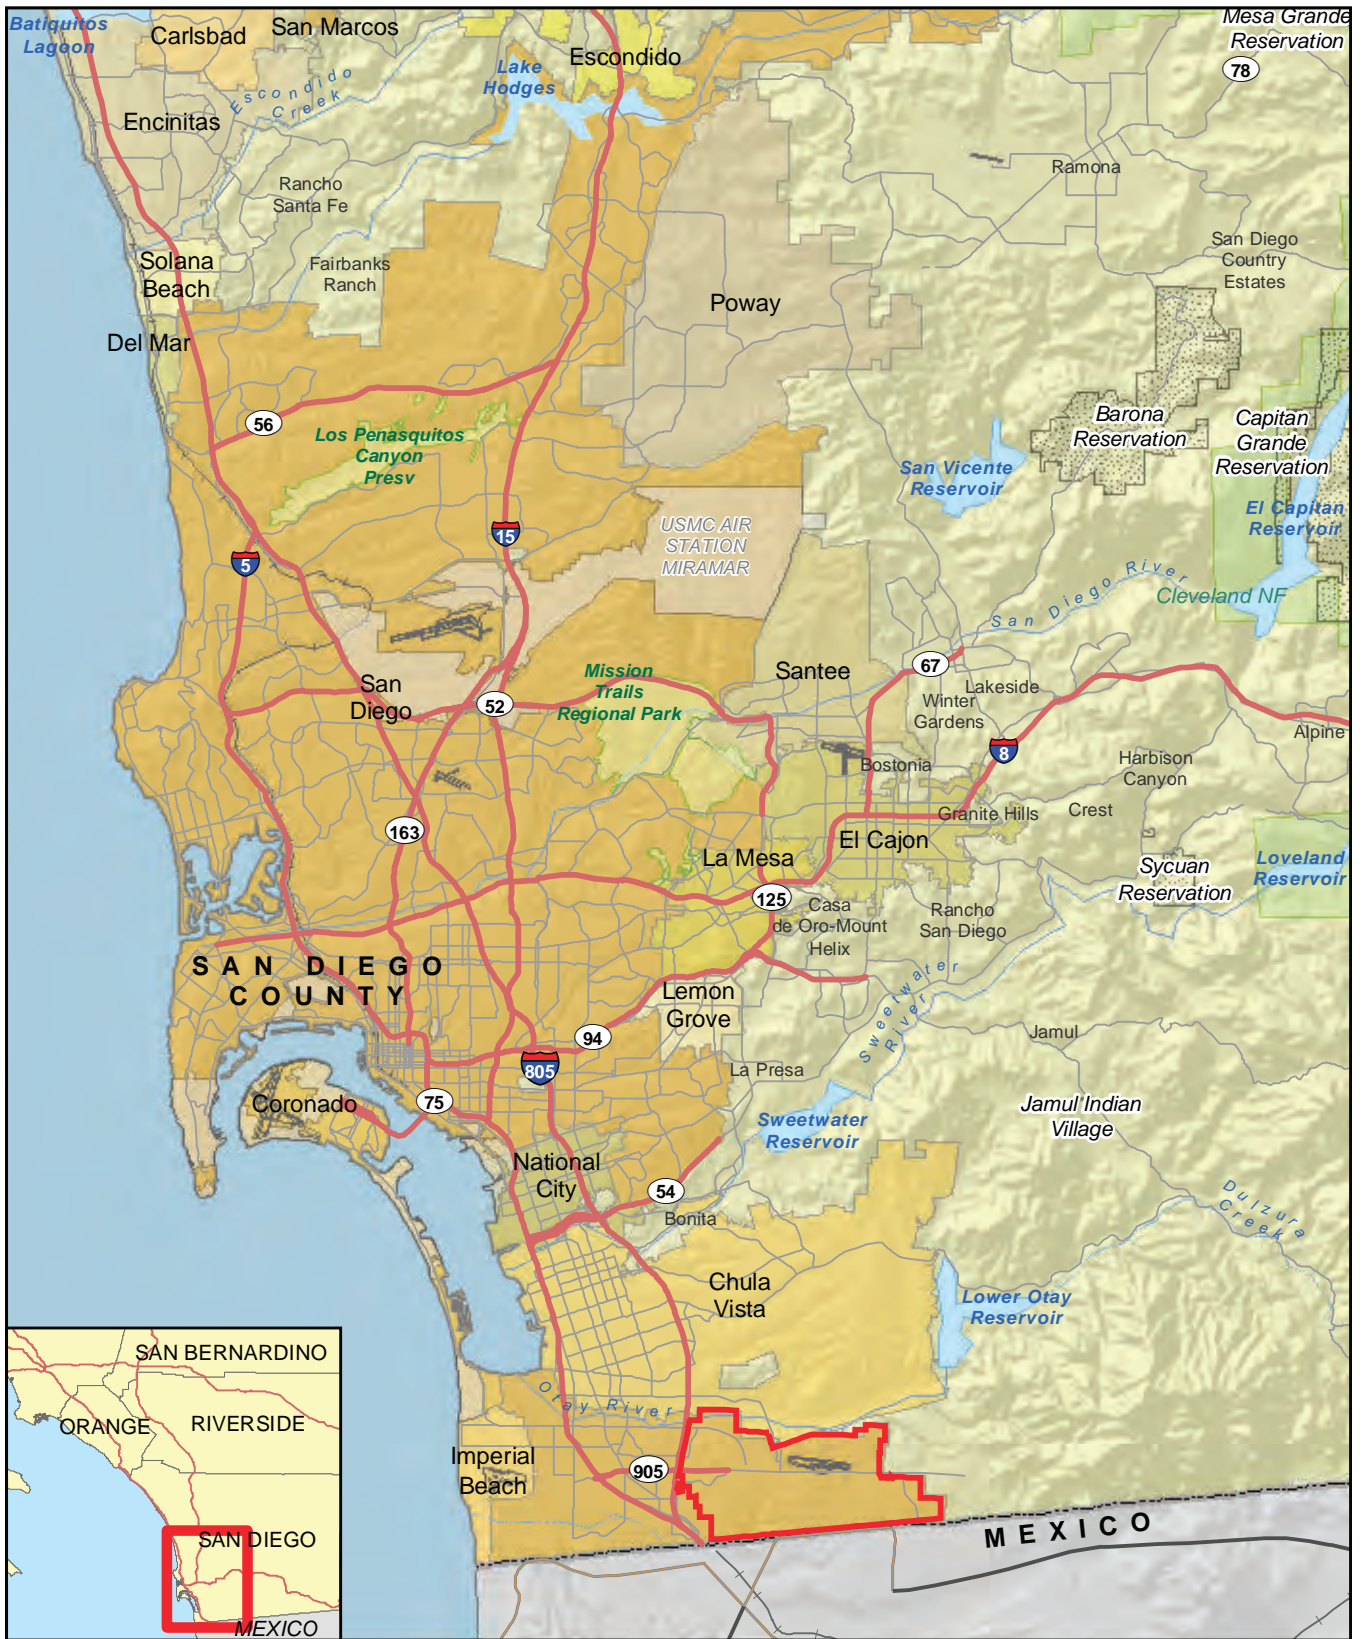 Batiquitos
Lagoon
Carlsbad
San Marcos
Escondido
Mesa Grande
Reservation
78
Lake
Hodges
Escondido
Creek
Encinitas
Ramona
Rancho
Santa Fe
San Diego
Country
Estates
Solana
Beach
Fairbanks
Ranch
Poway
Del Mar
56
Los Penasquitos
Canyon
Presv
Barona
Reservation
Capitan
Grande
Reservation
San Vicente
Reservoir
El Capitan
Reservoir
15
USMC AIR
STATION
MIRAMAR
5
San Diego River
Cleveland NF
Mission
Trails
Regional Park
Santee
67
San
Diego
52
Lakeside
Winter
Gardens
8
Alpine
Bostonia
Harbison
Canyon
163
Granite Hills
Crest
El Cajon
La Mesa
Sycuan
Reservation
Loveland
Reservoir
125
Casa
de Oro-Mount
Helix
Rancho
San Diego
SAN DIEGO
COUNTY
Sweetwater
River
Lemon
Grove
94
Jamul
805
La Presa
Coronado
75
Jamul Indian
Village
Sweetwater
Reservoir
National
City
54
Bonita
Dulzura
Creek
Chula
Vista
Lower Otay
Reservoir
Otay River
Imperial
Beach
905
MEXICO
SAN BERNARDINO
ORANGE
RIVERSIDE
SAN DIEGO
MEXICO